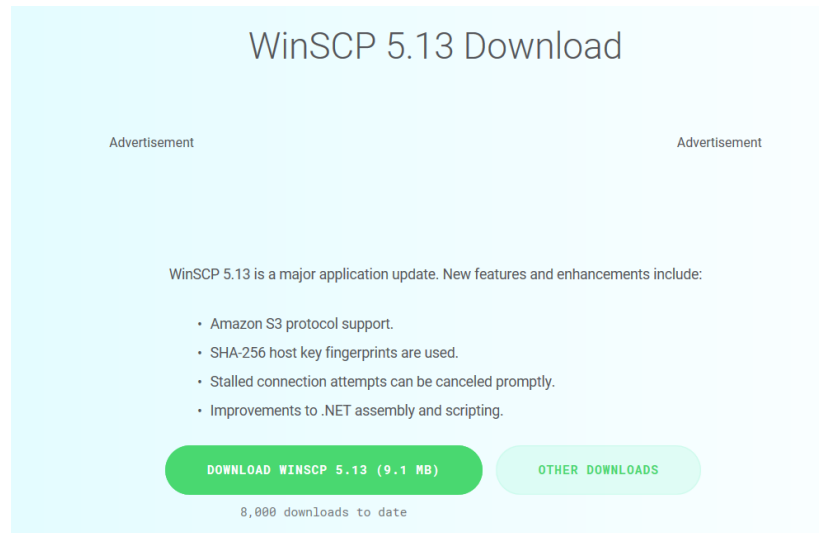 WinSCP 5.13 Download
Advertisement
Advertisement
WinSCP 5.13 is a major application update. New features and enhancements include:
• Amazon S3 protocol support.
• SHA-256 host key fingerprints are used.
• Stalled connection attempts can be canceled promptly.
• Improvements to .NET assembly and scripting.
DOWNLOAD WINSCP 5.13 (9.1 MB)
OTHER DOWNLOADS
8,000 downloads to date